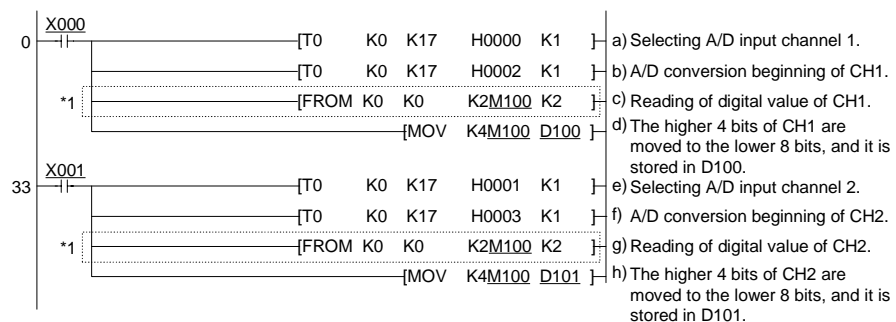 X000
0 [T0 K0 K17 H0000 K1 ] a) Selecting A/D input channel 1.
[T0 K0 K17 H0002 K1 ] b) A/D conversion beginning of CH1.
*1 [FROM K0 K0 K2M100 K2 ] c) Reading of digital value of CH1.
[MOV K4M100 D100 ] d) The higher 4 bits of CH1 are
moved to the lower 8 bits, and it is
stored in D100.
X001
33 [T0 K0 K17 H0001 K1 ] e) Selecting A/D input channel 2.
[T0 K0 K17 H0003 K1 ] f) A/D conversion beginning of CH2.
*1 [FROM K0 K0 K2M100 K2 ] g) Reading of digital value of CH2.
[MOV K4M100 D101 ] h) The higher 4 bits of CH2 are
moved to the lower 8 bits, and it is
stored in D101.